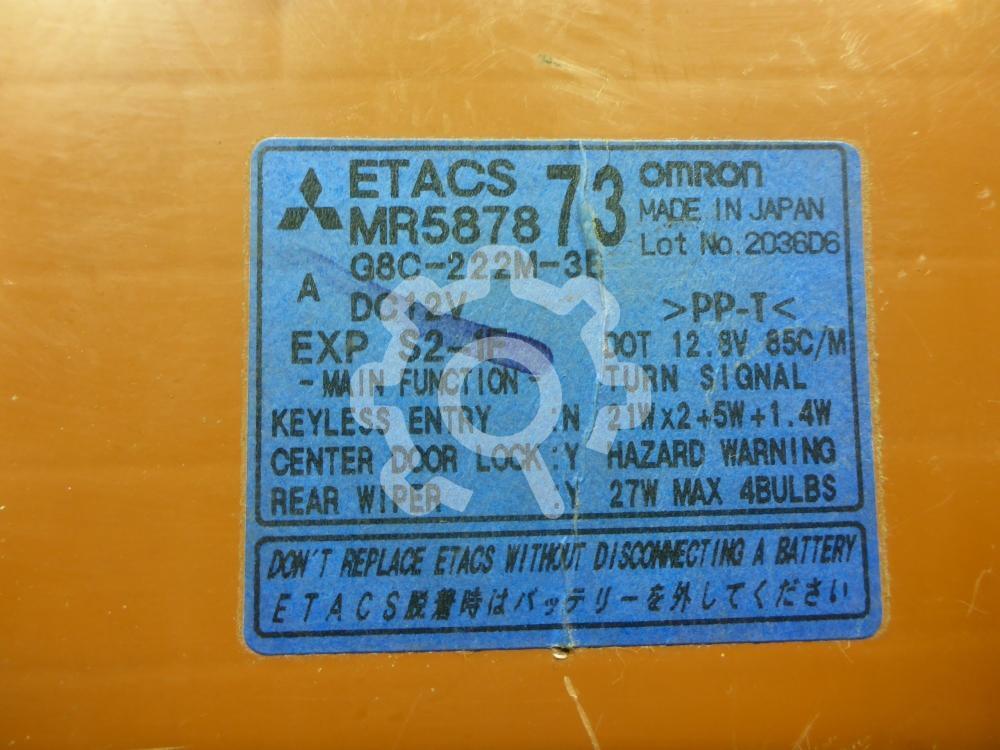 ETACS 73 omron
MR5878 MADE IN JAPAN
Lot No. 2036D6
A G8C-222M-3E
DC12V >PP-T<
EXP S2-1F DOT 12.8V 85C/M
-MAIN FUNCTION- TURN SIGNAL
KEYLESS ENTRY :N 21W×2+5W+1.4W
CENTER DOOR LOCK:Y HAZARD WARNING
REAR WIPER :Y 27W MAX 4BULBS
DON'T REPLACE ETACS WITHOUT DISCONNECTING A BATTERY
ETACS脱着時はバッテリーを外してください